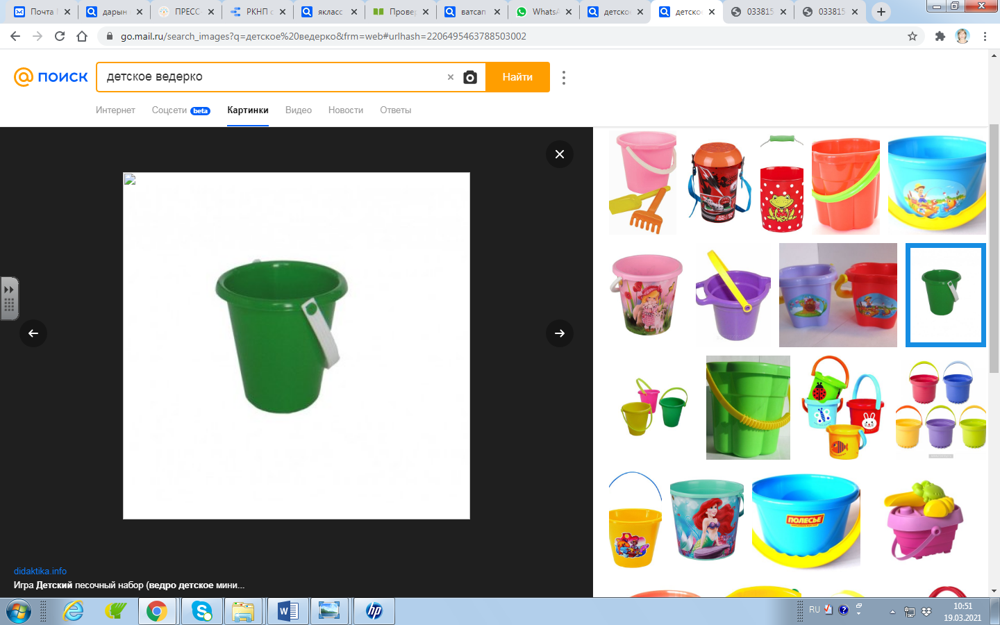 Почта
дарын
ПРЕСС
РКНП с
якласс
Прове
ватсап
WhatsA
детско
детско
033815
033815
go.mail.ru/search_images?q=детское%20ведерко&frm=web#urlhash=2206495463788503002
ПОИСК
детское ведерко
Найти
Интернет
Соцсети beta
Картинки
Видео
Новости
Ответы
ПОЛЕСЬЕ
didaktika.info
Игра Детский песочный набор (ведро детское мини...
RU
10:51
19.03.2021